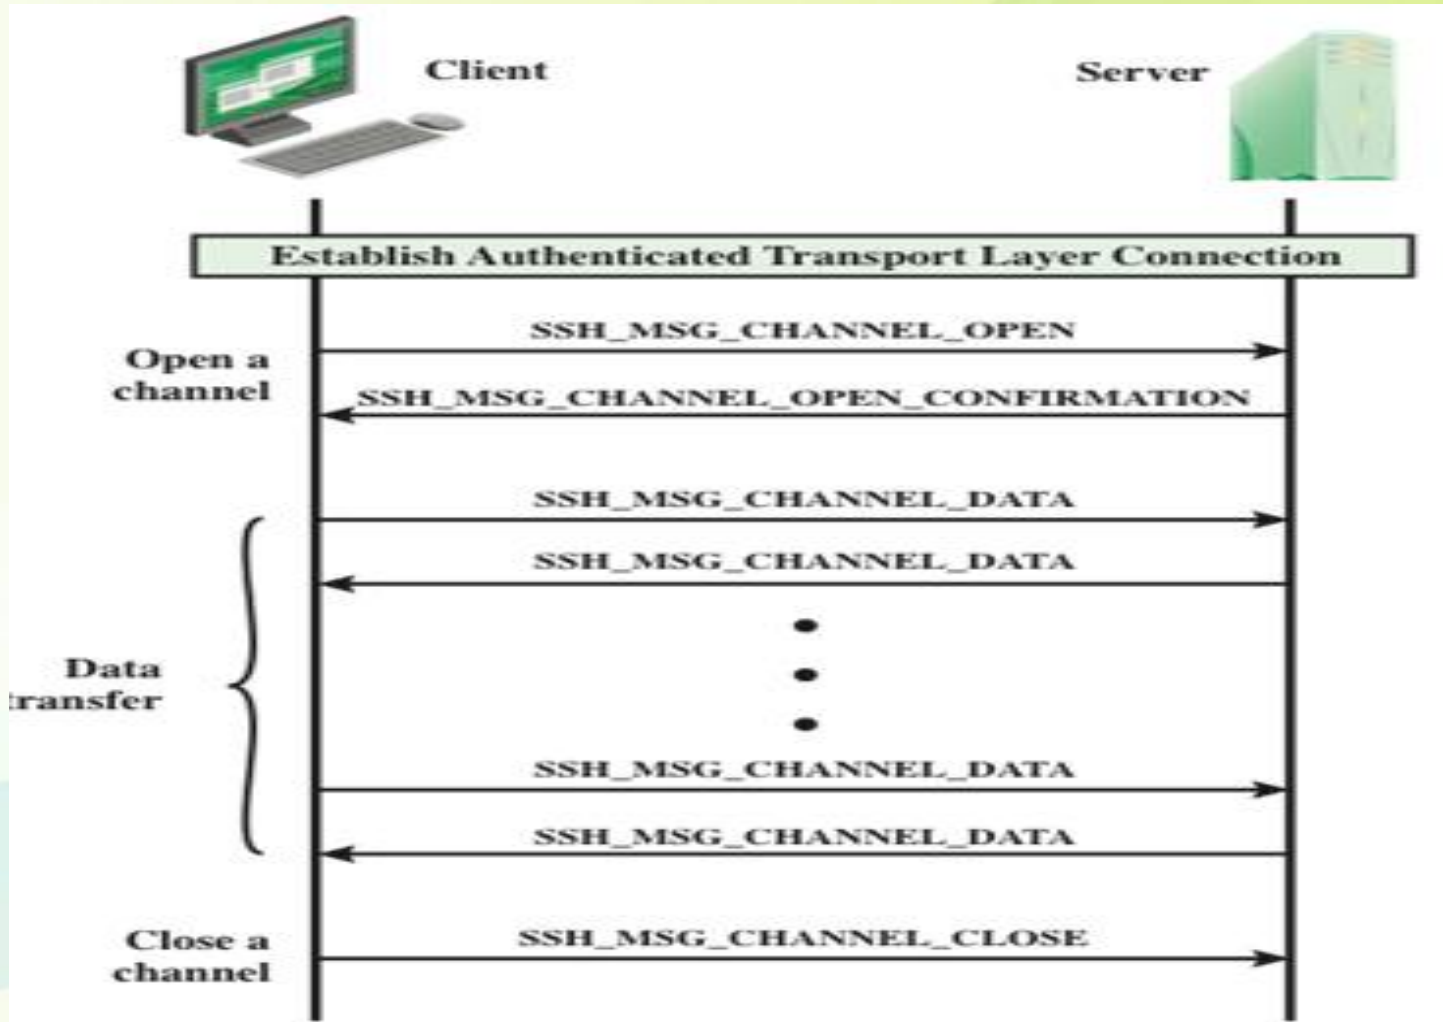 Client
Server
Establish Authenticated Transport Layer Connection
SSH_MSG_CHANNEL_OPEN
Open a
channel
SSH_MSG_CHANNEL_OPEN_CONFIRMATION
SSH_MSG_CHANNEL_DATA
SSH_MSG_CHANNEL_DATA
Data
transfer
SSH_MSG_CHANNEL_DATA
SSH_MSG_CHANNEL_DATA
Close a
channel
SSH_MSG_CHANNEL_CLOSE